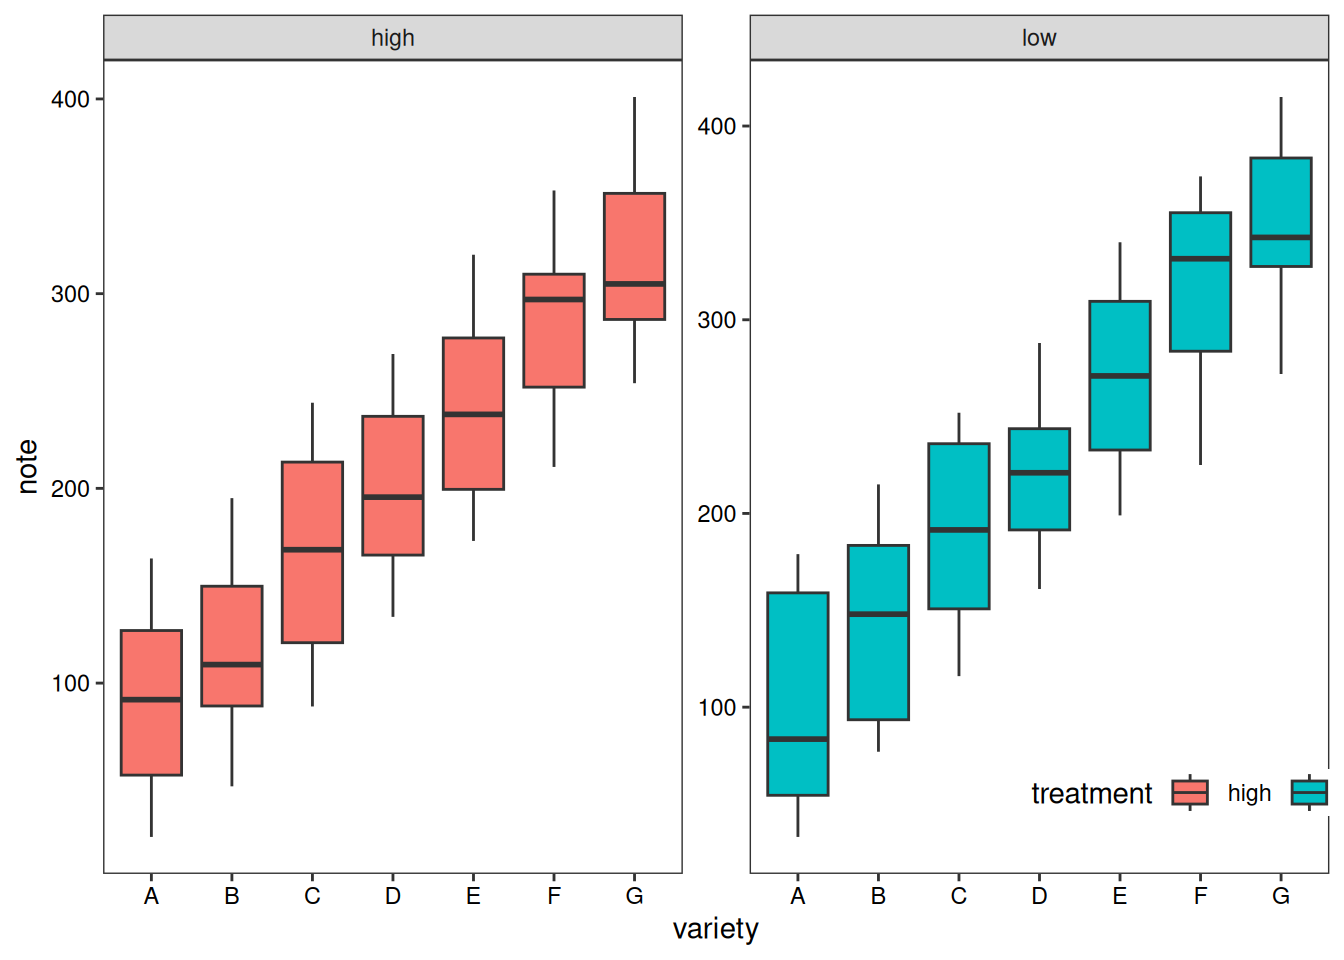 high
low
note
400
300
200
100
400
300
200
100
treatment high
A B C D E F G
A B C D E F G
variety